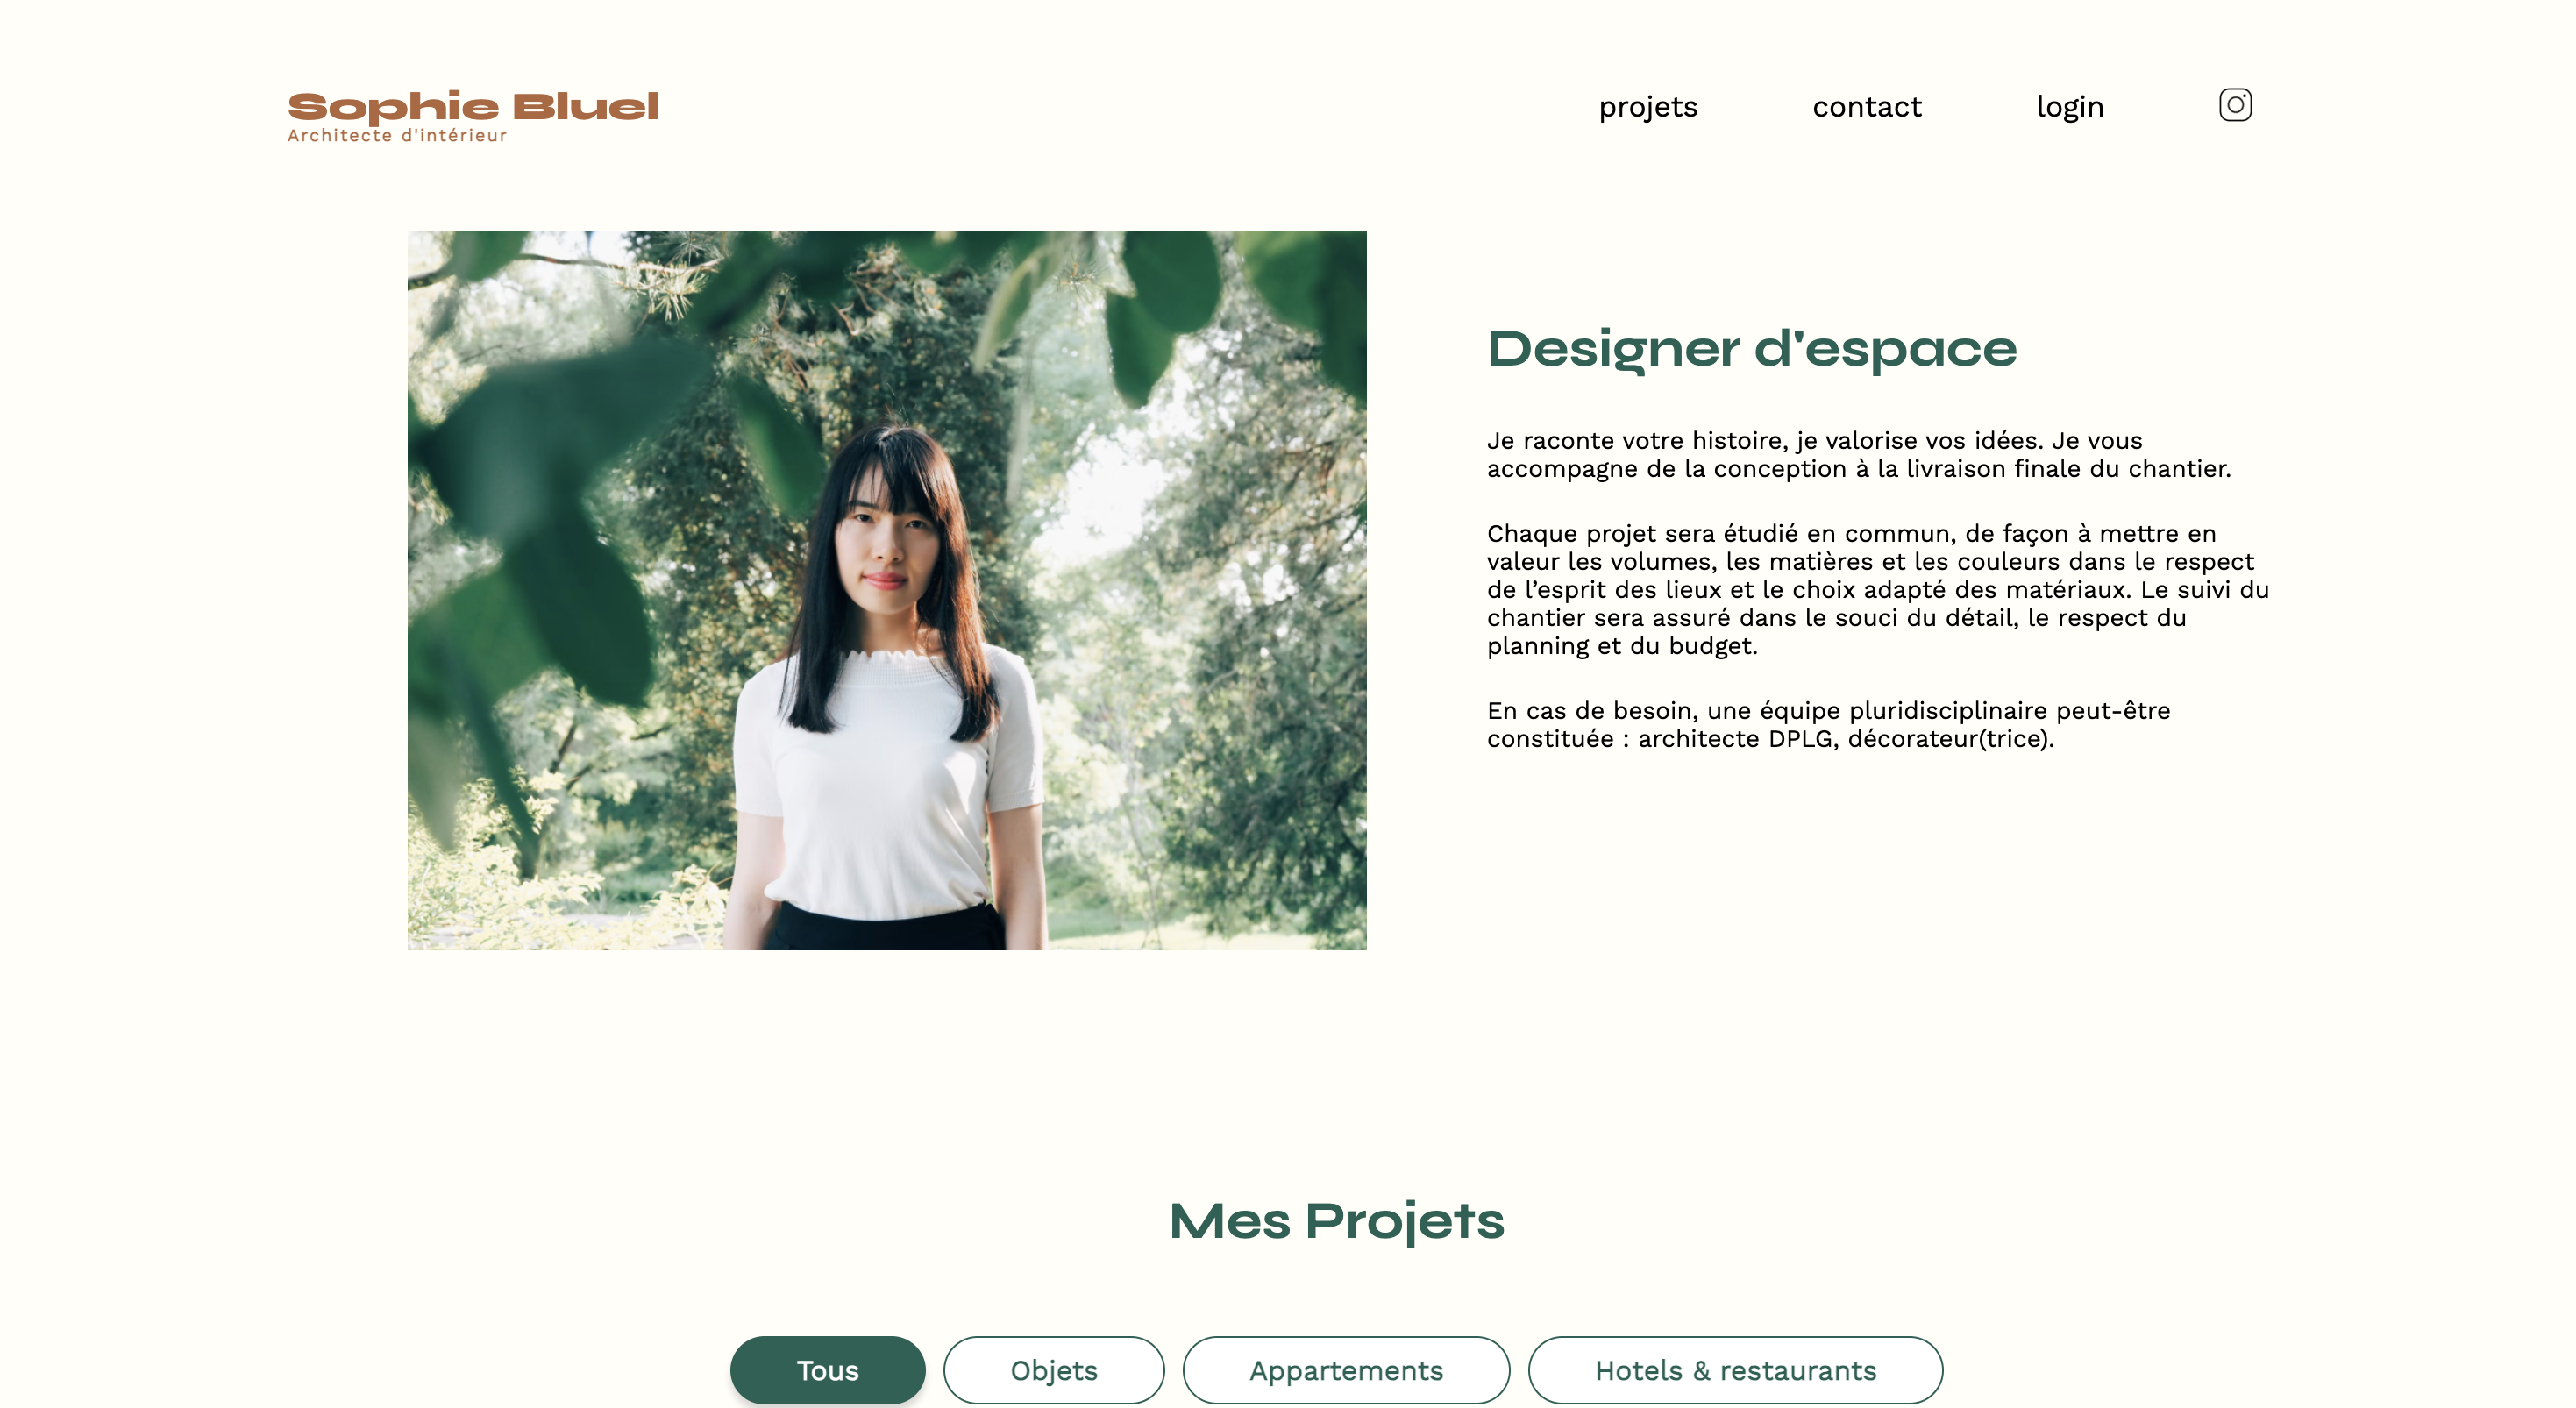 Sophie Bluel
Architecte d'intérieur
projets
contact
login
Designer d'espace
Je raconte votre histoire, je valorise vos idées. Je vous
accompagne de la conception à la livraison finale du chantier.
Chaque projet sera étudié en commun, de façon à mettre en
valeur les volumes, les matières et les couleurs dans le respect
de l’esprit des lieux et le choix adapté des matériaux. Le suivi du
chantier sera assuré dans le souci du détail, le respect du
planning et du budget.
En cas de besoin, une équipe pluridisciplinaire peut-être
constituée : architecte DPLG, décorateur(trice).
Mes Projets
Tous
Objets
Appartements
Hotels & restaurants